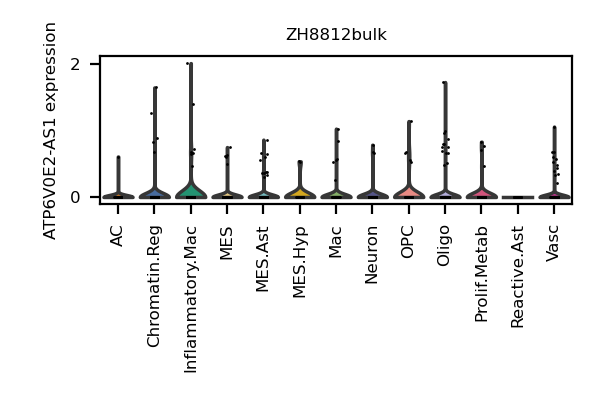 ZH8812bulk
ATP6V0E2-AS1 expression
2
0
AC
Chromatin.Reg
Inflammatory.Mac
MES
MES.Ast
MES.Hyp
Mac
Neuron
OPC
Oligo
Prolif.Metab
Reactive.Ast
Vasc